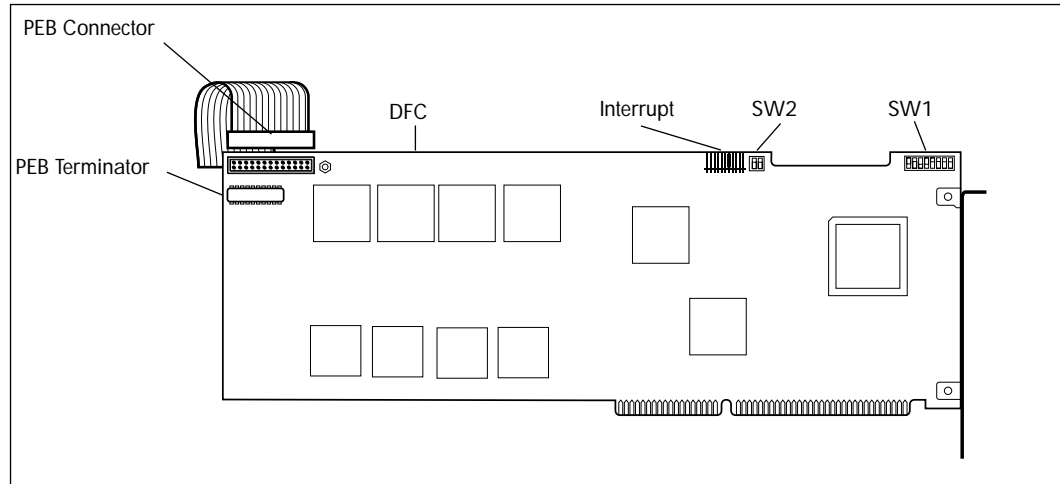 PEB Connector
DFC
Interrupt
SW2
SW1
PEB Terminator